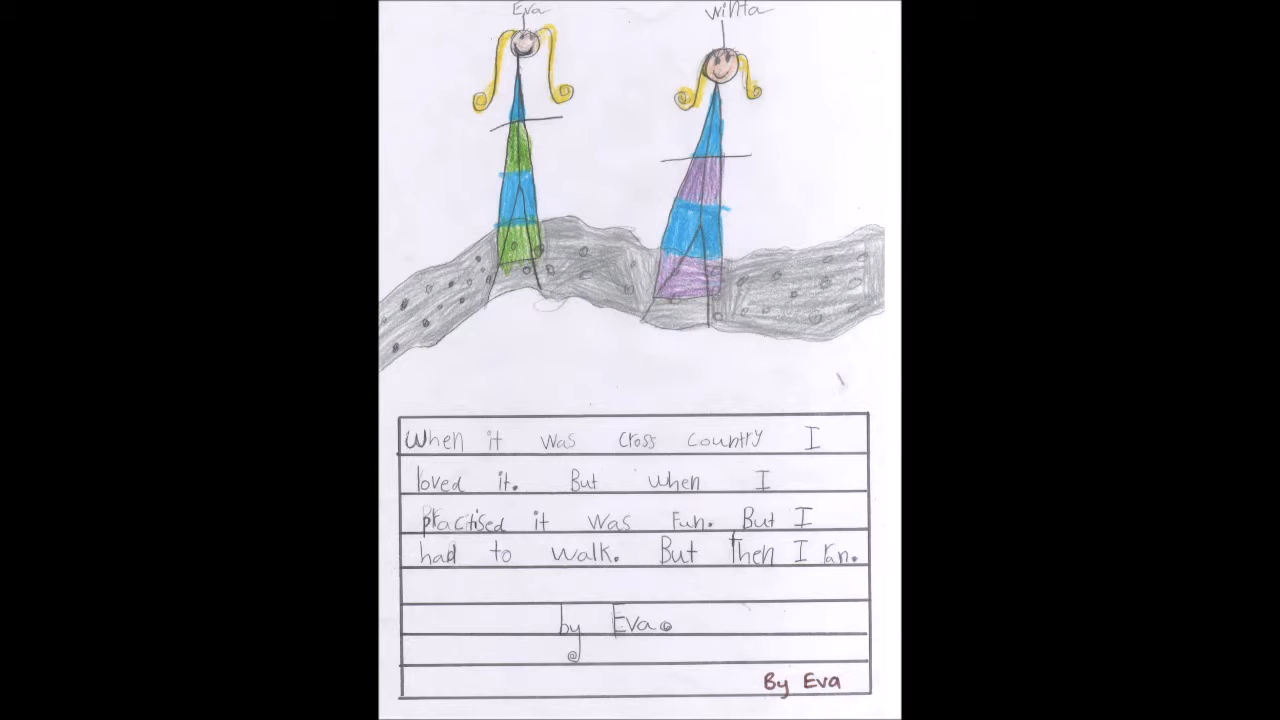 Eva
Winta
When it was cross country I
loved it. But when I
practised it was fun. But I
had to walk. But then I ran.
by Eva
By Eva